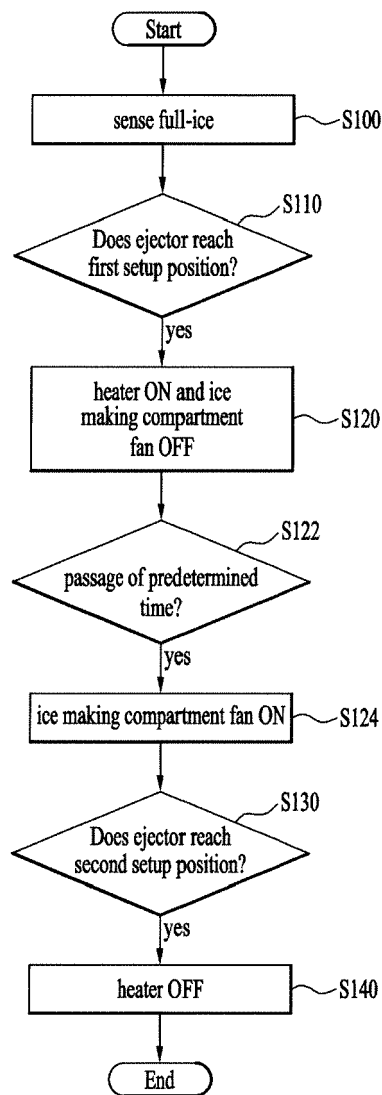 Start
sense full-ice
S100
S110
Does ejector reach
first setup position?
yes
heater ON and ice
making compartment
fan OFF
S120
S122
passage of predetermined
time?
yes
ice making compartment fan ON
S124
S130
Does ejector reach
second setup position?
yes
heater OFF
S140
End